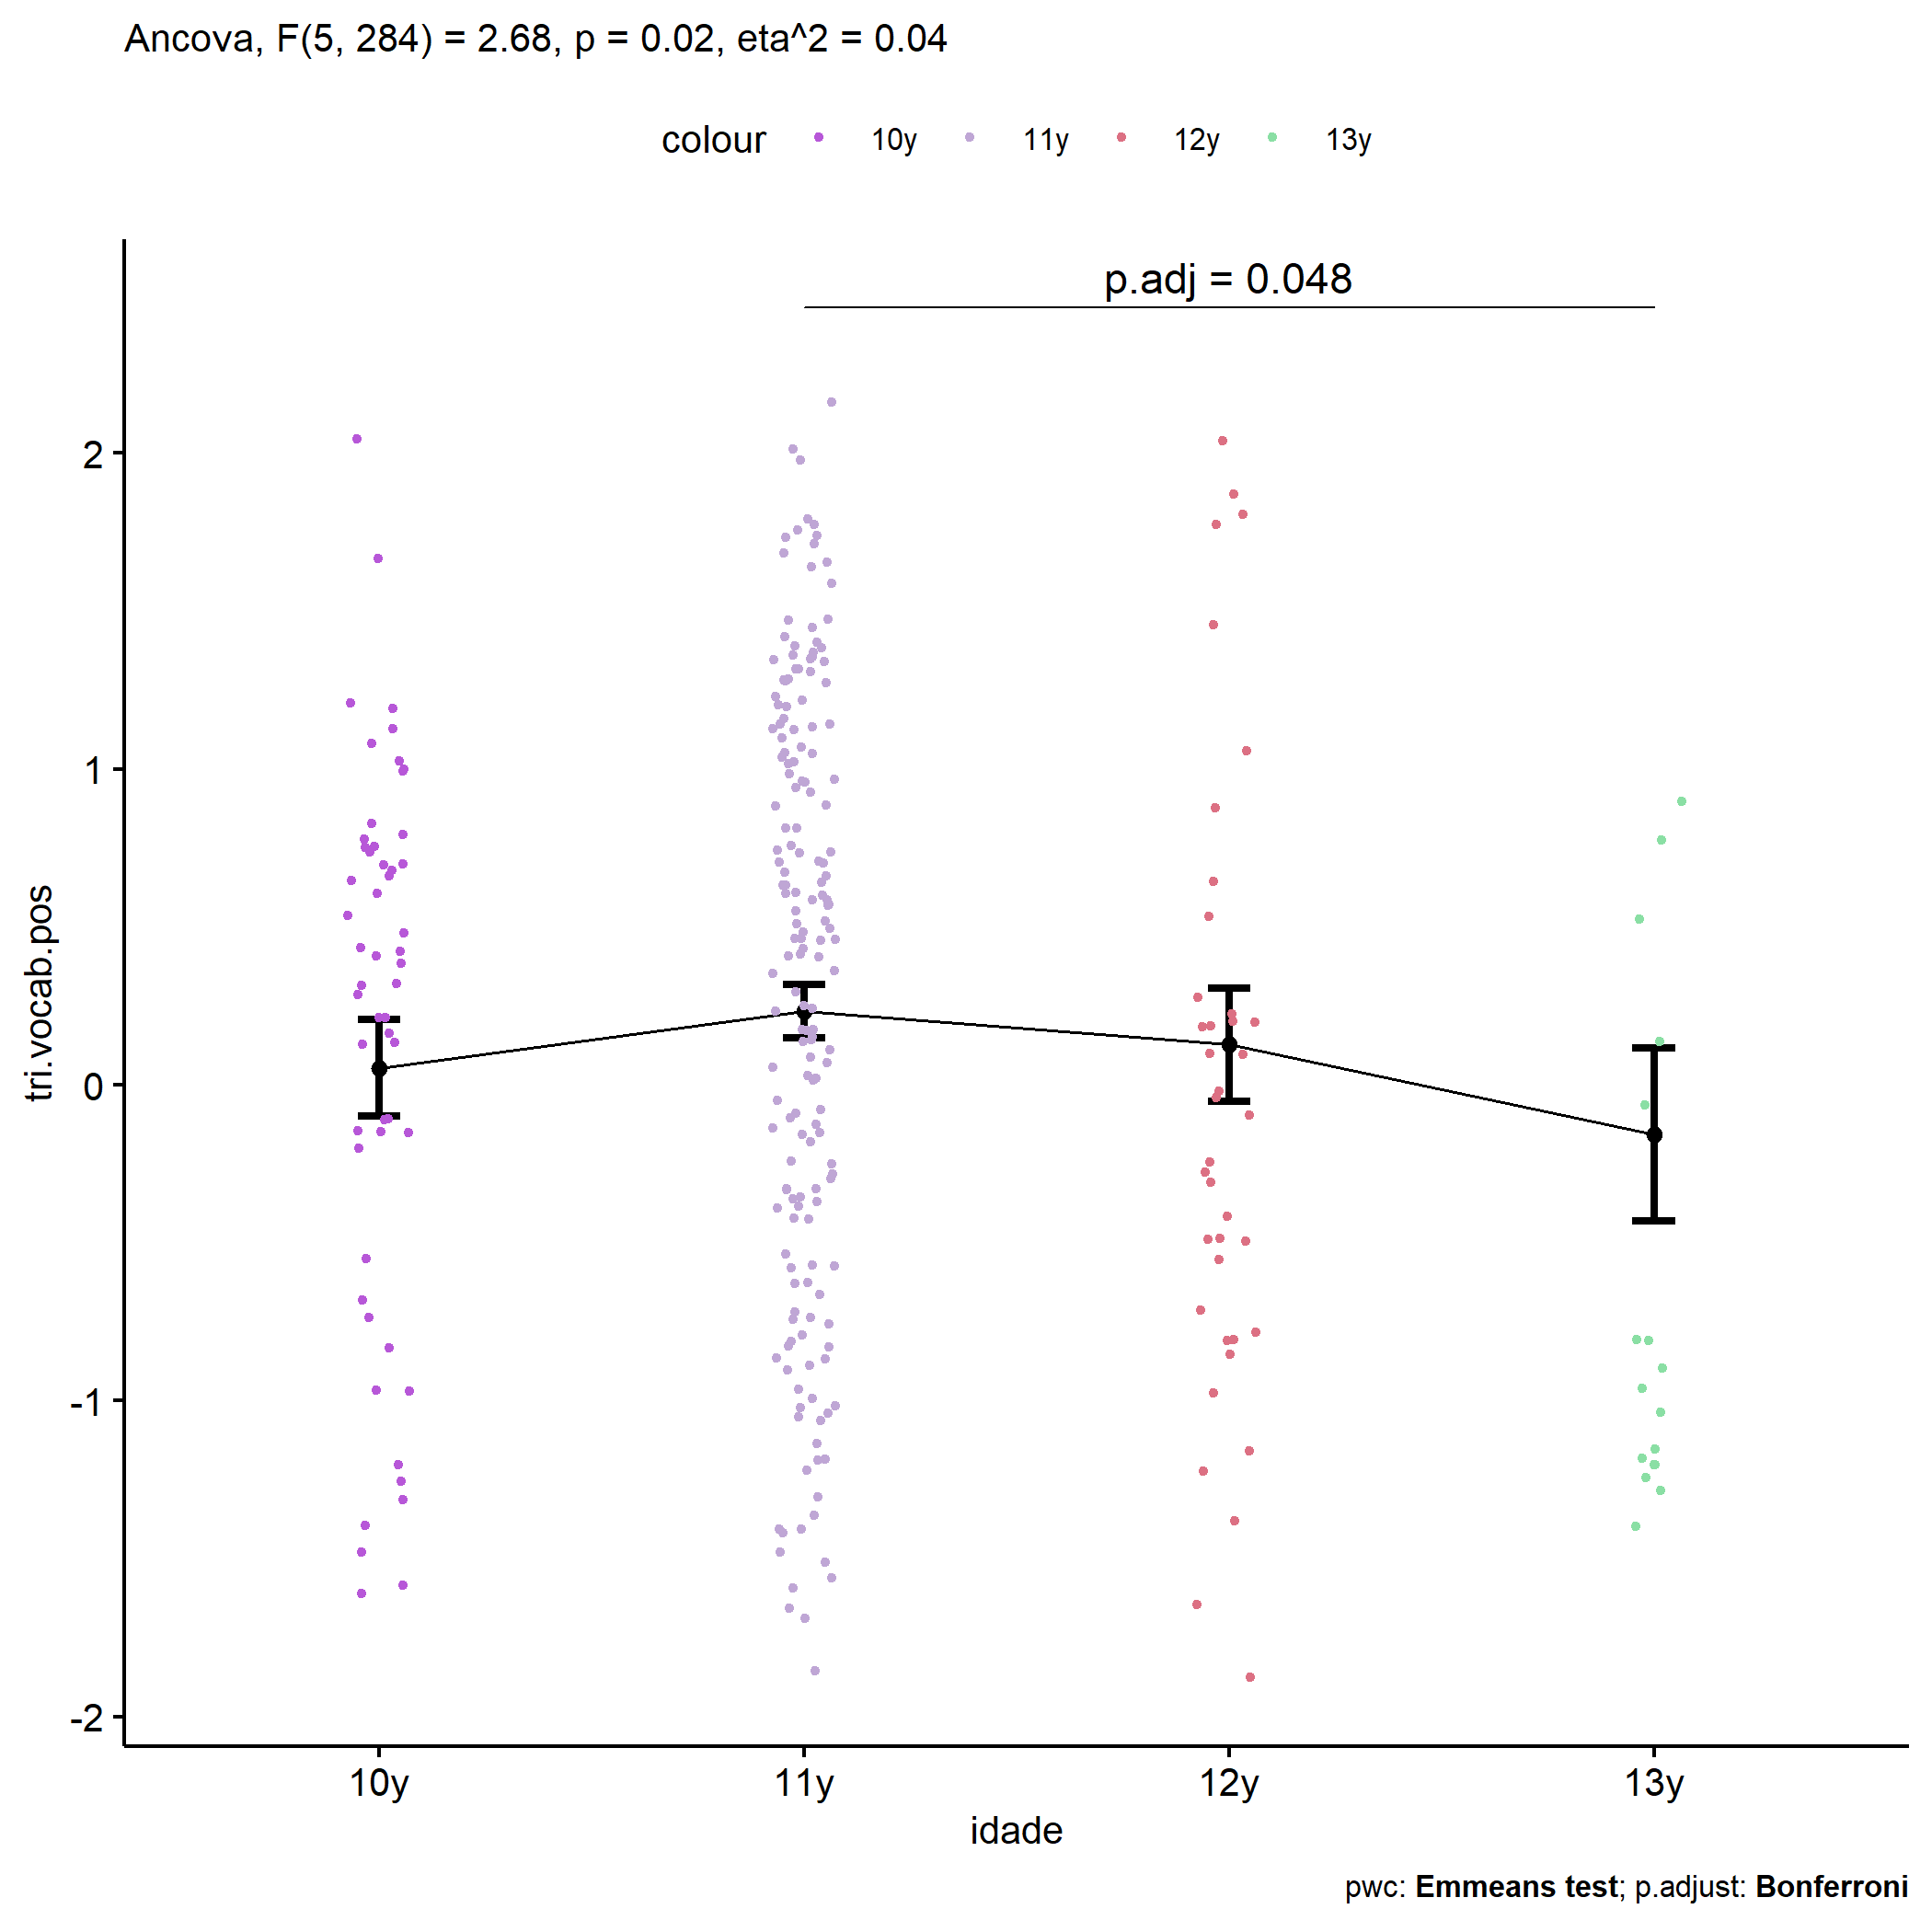 Ancova, F(5, 284) = 2.68, p = 0.02, eta^2 = 0.04
colour 10y 11y 12y 13y
p.adj = 0.048
2
1
0
-1
-2
tri.vocab.pos
10y 11y 12y 13y
idade
pwc: Emmeans test; p.adjust: Bonferroni